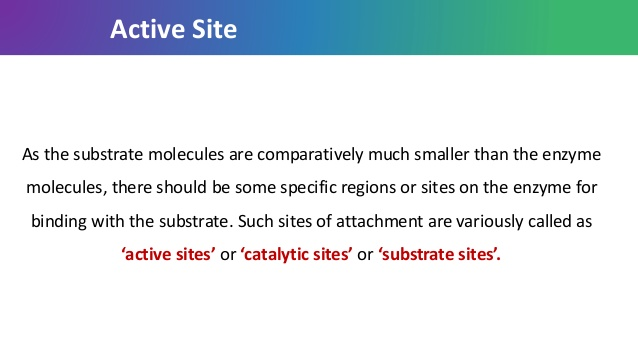 Active Site
As the substrate molecules are comparatively much smaller than the enzyme
molecules, there should be some specific regions or sites on the enzyme for
binding with the substrate. Such sites of attachment are variously called as
‘active sites’ or ‘catalytic sites’ or ‘substrate sites’.